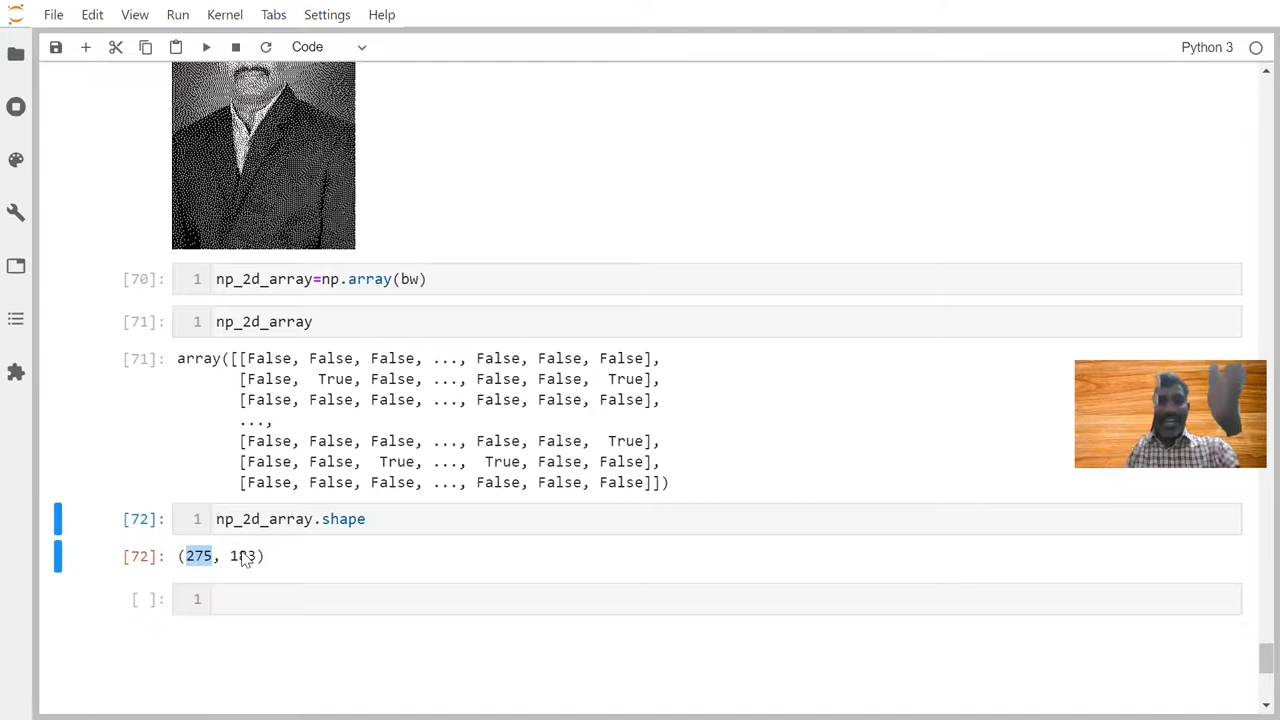 File Edit View Run Kernel Tabs Settings Help
Code Python 3
[70]: 1 np_2d_array=np.array(bw)
[71]: 1 np_2d_array
[71]: array([[False, False, False, ..., False, False, False],
[False, True, False, ..., False, False, True],
[False, False, False, ..., False, False, False],
...,
[False, False, False, ..., False, False, True],
[False, False, True, ..., True, False, False],
[False, False, False, ..., False, False, False]])
[72]: 1 np_2d_array.shape
[72]: (275,
[ ]: 1